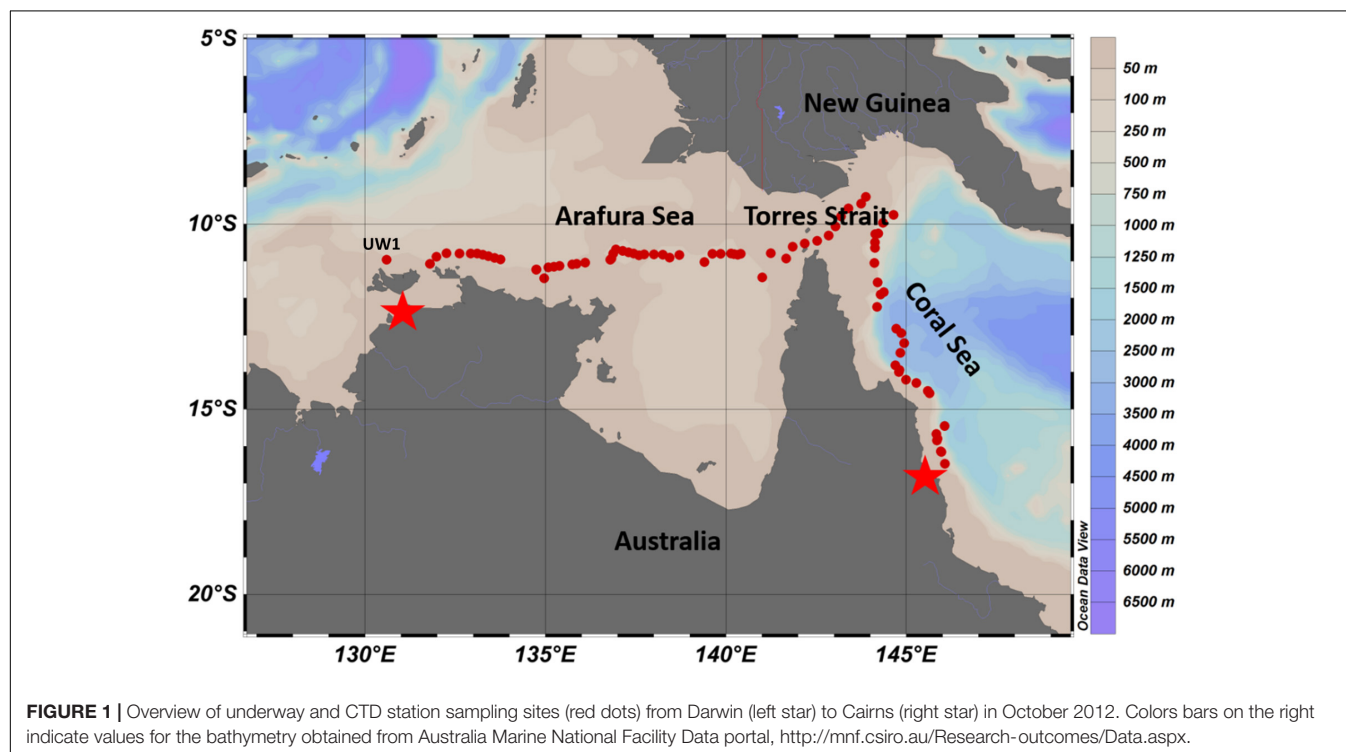 5°S
10°S
15°S
20°S
130°E
135°E
140°E
145°E
New Guinea
Arafura Sea
Torres Strait
UW1
Coral Sea
Australia
Ocean Data View
50 m
100 m
250 m
500 m
750 m
1000 m
1250 m
1500 m
2000 m
2500 m
3000 m
3500 m
4000 m
4500 m
5000 m
5500 m
6000 m
6500 m
FIGURE 1 | Overview of underway and CTD station sampling sites (red dots) from Darwin (left star) to Cairns (right star) in October 2012. Colors bars on the right
indicate values for the bathymetry obtained from Australia Marine National Facility Data portal, http://mnf.csiro.au/Research-outcomes/Data.aspx.